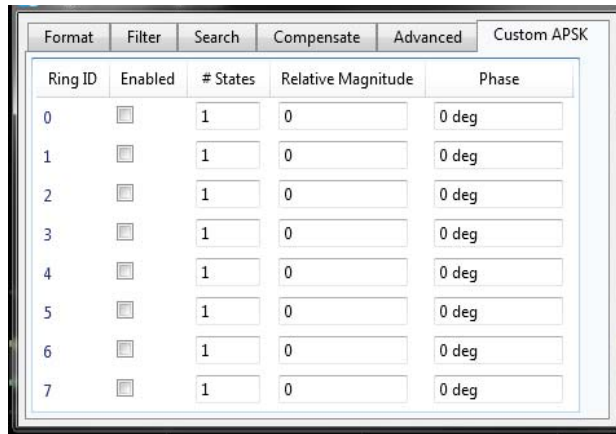 Format Filter Search Compensate Advanced Custom APSK
Ring ID Enabled # States Relative Magnitude Phase
0 1 0 0 deg
1 1 0 0 deg
2 1 0 0 deg
3 1 0 0 deg
4 1 0 0 deg
5 1 0 0 deg
6 1 0 0 deg
7 1 0 0 deg